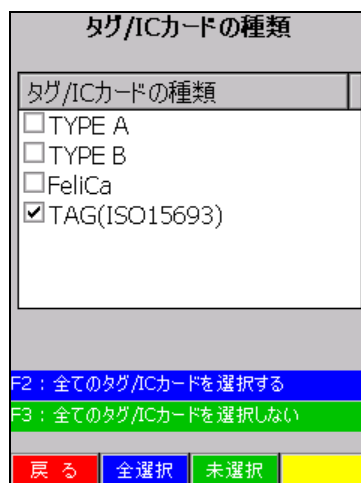 タグ/ICカードの種類
タグ/ICカードの種類
TYPE A
TYPE B
FeliCa
TAG(ISO15693)
F2：全てのタグ/ICカードを選択する
F3：全てのタグ/ICカードを選択しない
戻 る 全選択 未選択